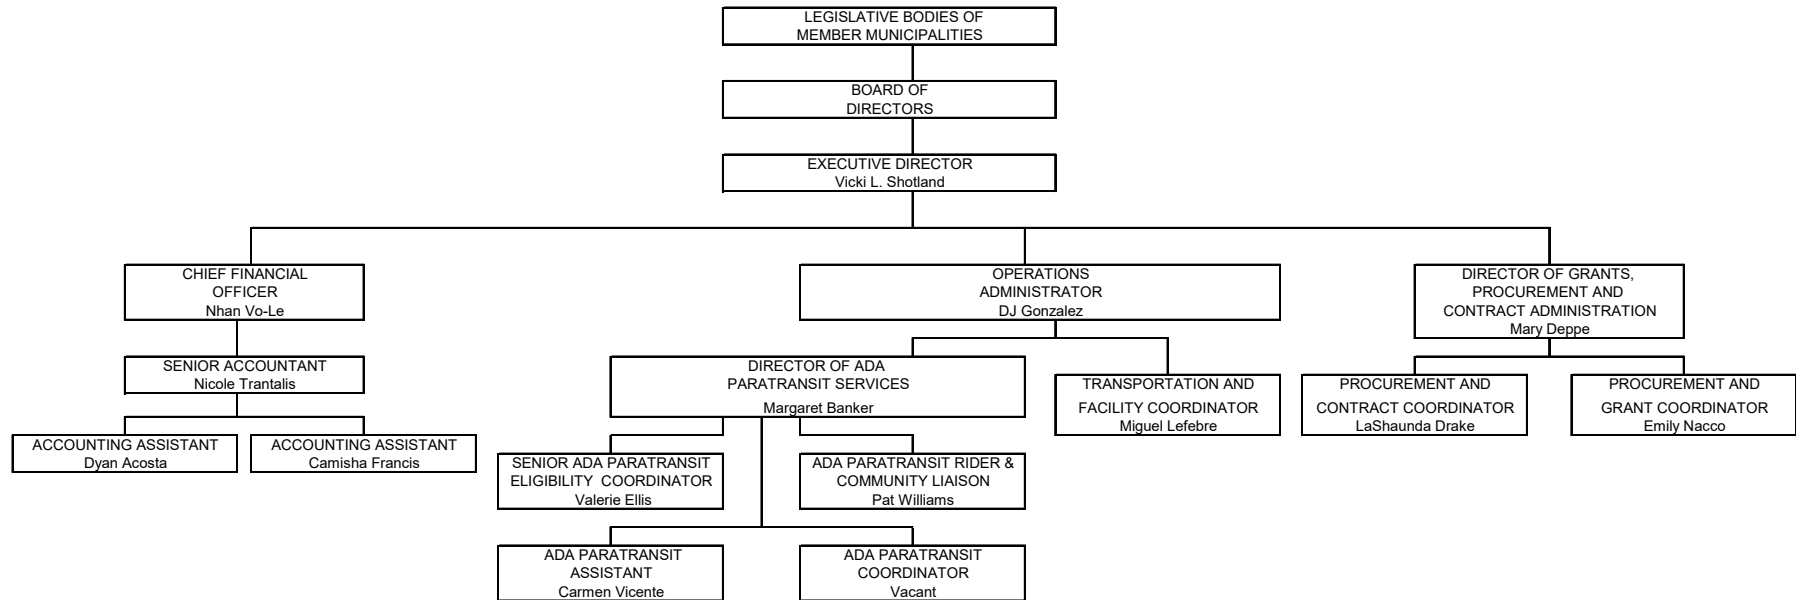 LEGISLATIVE BODIES OF
MEMBER MUNICIPALITIES
BOARD OF
DIRECTORS
EXECUTIVE DIRECTOR
Vicki L. Shotland
CHIEF FINANCIAL
OFFICER
Nhan Vo-Le
OPERATIONS
ADMINISTRATOR
DJ Gonzalez
DIRECTOR OF GRANTS,
PROCUREMENT AND
CONTRACT ADMINISTRATION
Mary Deppe
SENIOR ACCOUNTANT
Nicole Trantalis
DIRECTOR OF ADA
PARATRANSIT SERVICES
Margaret Banker
TRANSPORTATION AND
FACILITY COORDINATOR
Miguel Lefebre
PROCUREMENT AND
CONTRACT COORDINATOR
LaShaunda Drake
PROCUREMENT AND
GRANT COORDINATOR
Emily Nacco
ACCOUNTING ASSISTANT
Dyan Acosta
ACCOUNTING ASSISTANT
Camisha Francis
SENIOR ADA PARATRANSIT
ELIGIBILITY COORDINATOR
Valerie Ellis
ADA PARATRANSIT RIDER &
COMMUNITY LIAISON
Pat Williams
ADA PARATRANSIT
ASSISTANT
Carmen Vicente
ADA PARATRANSIT
COORDINATOR
Vacant